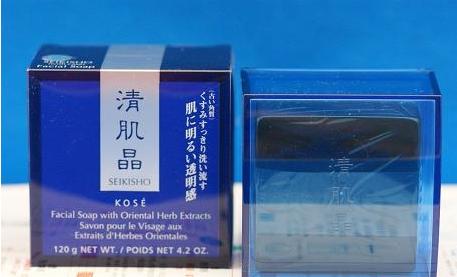 SEIKISHO
Facial Soap
清肌晶
SEIKISHO
[古い角質]
くすみすっきり洗い流す
肌に明るい透明感
KOSÉ
Facial Soap with Oriental Herb Extracts
Savon pour le Visage aux
Extraits d'Herbes Orientales
120 g NET WT. / POIDS NET 4.2 OZ.
清肌晶